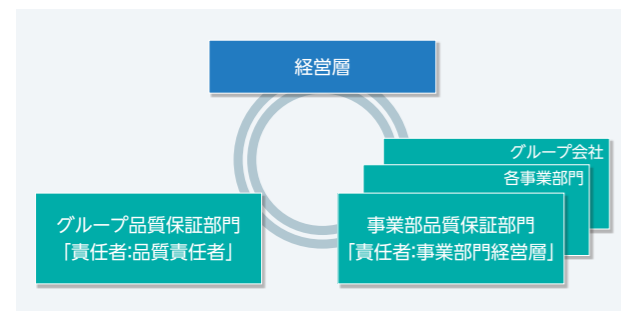 経営層
グループ会社
各事業部門
グループ品質保証部門
「責任者:品質責任者」
事業部品質保証部門
「責任者:事業部門経営層」